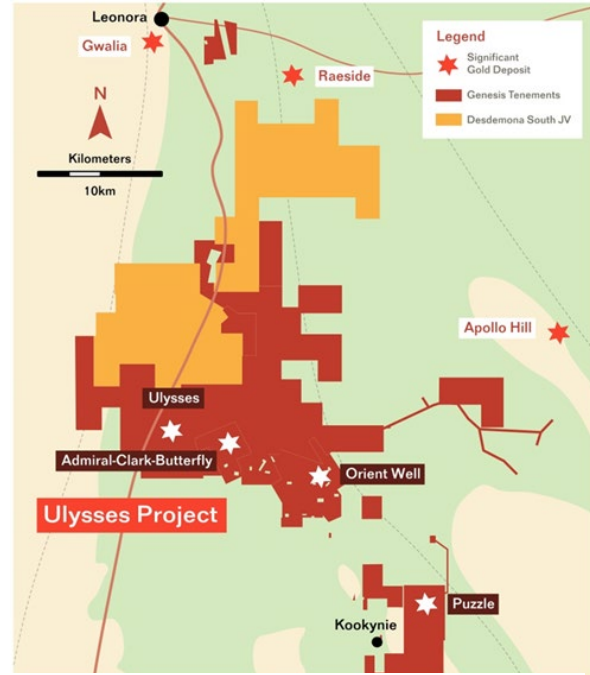 Leonora
Gwalia
Raeside
Legend
Significant
Gold Deposit
Genesis Tenements
Desdemona South JV
N
Kilometers
10km
Apollo Hill
Ulysses
Admiral-Clark-Butterfly
Orient Well
Ulysses Project
Puzzle
Kookynie